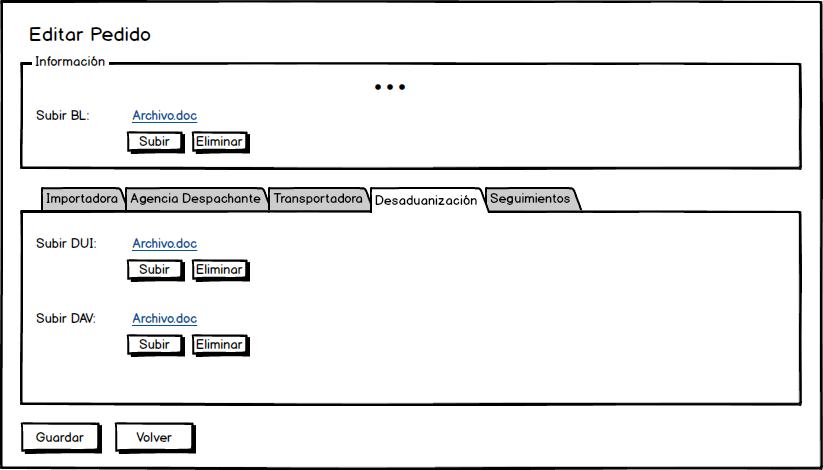 Editar Pedido
Información
Subir BL: Archivo.doc
Subir Eliminar
Importadora Agencia Despachante Transportadora Desaduanización Seguimientos
Subir DUI: Archivo.doc
Subir Eliminar
Subir DAV: Archivo.doc
Subir Eliminar
Guardar Volver